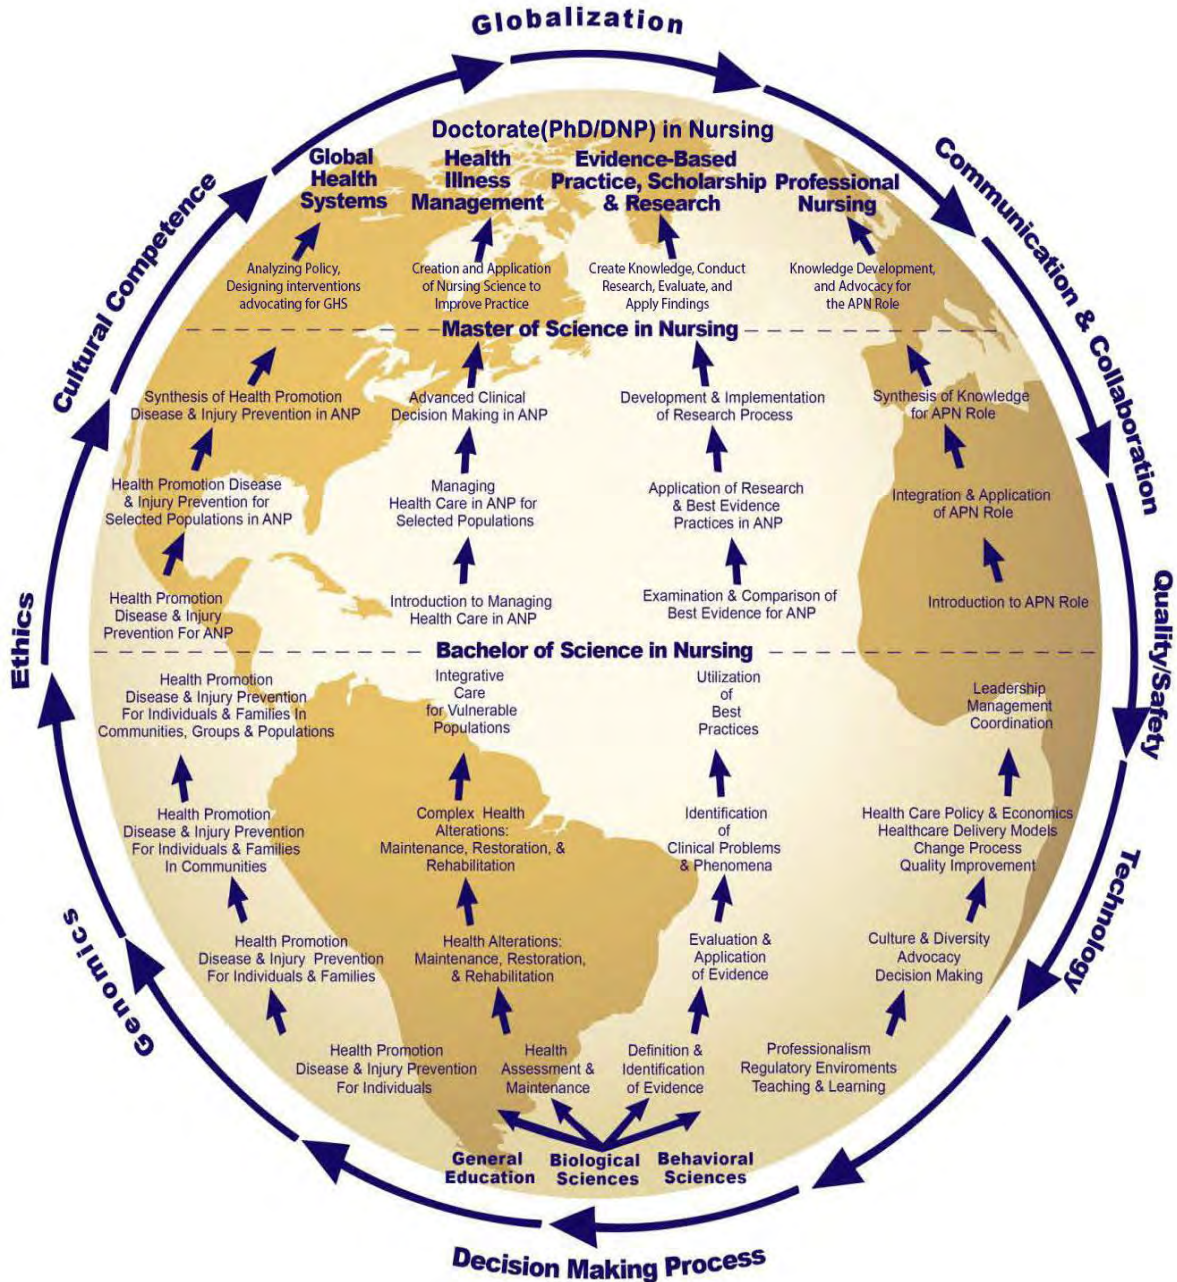 Globalization
Doctorate(PhD/DNP) in Nursing
Global
Health
Systems
Health
Illness
Management
Evidence-Based
Practice, Scholarship
& Research
Professional
Nursing
Analyzing Policy,
Designing interventions
advocating for GHS
Creation and Application
of Nursing Science to
Improve Practice
Create Knowledge, Conduct
Research, Evaluate, and
Apply Findings
Knowledge Development,
and Advocacy for
the APN Role
Master of Science in Nursing
Synthesis of Health Promotion
Disease & Injury Prevention in ANP
Advanced Clinical
Decision Making in ANP
Development & Implementation
of Research Process
Synthesis of Knowledge
for APN Role
Health Promotion Disease
& Injury Prevention for
Selected Populations in ANP
Managing
Health Care in ANP for
Selected Populations
Application of Research
& Best Evidence
Practices in ANP
Integration & Application
of APN Role
Health Promotion
Disease & Injury
Prevention For ANP
Introduction to Managing
Health Care in ANP
Examination & Comparison of
Best Evidence for ANP
Introduction to APN Role
Bachelor of Science in Nursing
Health Promotion
Disease & Injury Prevention
For Individuals & Families In
Communities, Groups & Populations
Integrative
Care
for Vulnerable
Populations
Utilization
of
Best
Practices
Leadership
Management
Coordination
Health Promotion
Disease & Injury Prevention
For Individuals & Families
In Communities
Complex Health
Alterations:
Maintenance, Restoration, &
Rehabilitation
Identification
of
Clinical Problems
& Phenomena
Health Care Policy & Economics
Healthcare Delivery Models
Change Process
Quality Improvement
Health Promotion
Disease & Injury Prevention
For Individuals & Families
Health Alterations:
Maintenance, Restoration,
& Rehabilitation
Evaluation &
Application
of Evidence
Culture & Diversity
Advocacy
Decision Making
Health Promotion
Disease & Injury Prevention
For Individuals
Health
Assessment &
Maintenance
Definition &
Identification
of Evidence
Professionalism
Regulatory Enviroments
Teaching & Learning
General
Education
Biological
Sciences
Behavioral
Sciences
Communication & Collaboration
Quality/Safety
Technology
Decision Making Process
Genomics
Ethics
Cultural Competence